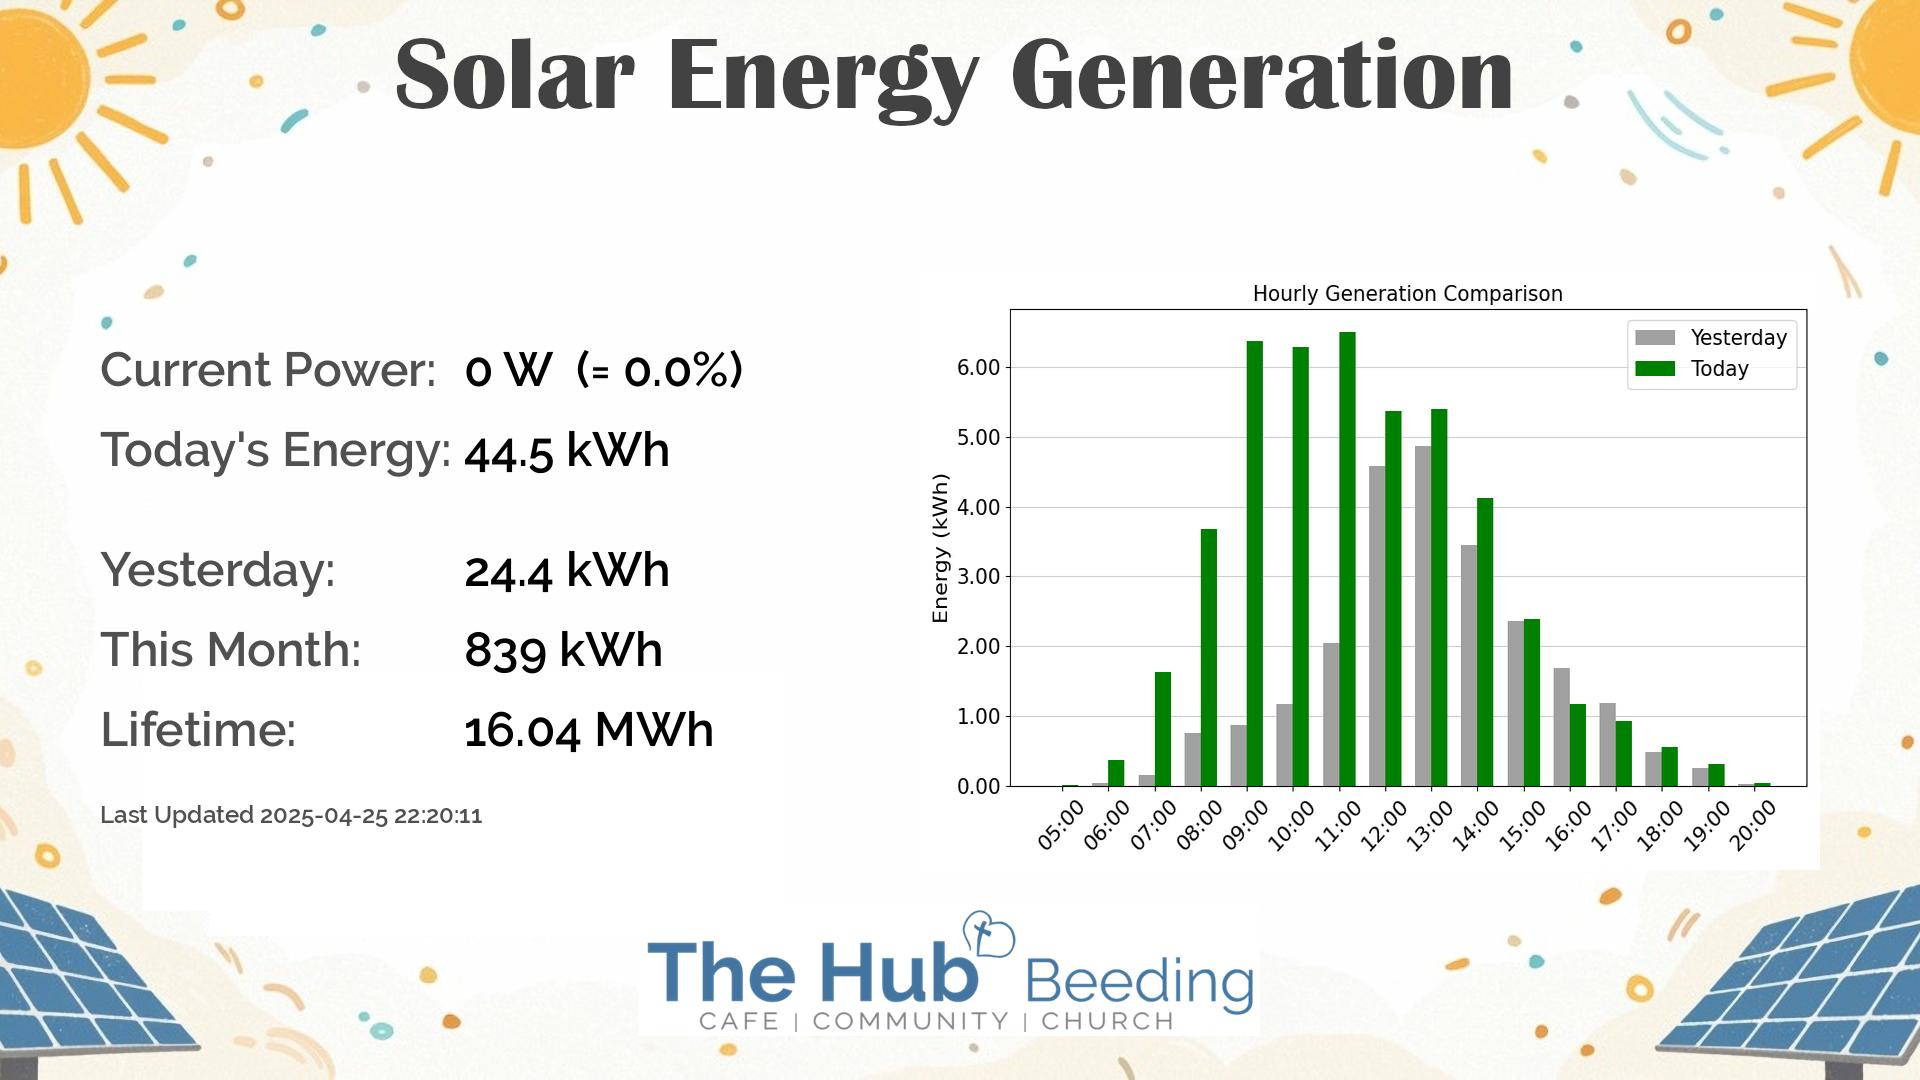 Solar Energy Generation
Current Power: 0 W (= 0.0%)
Today's Energy: 44.5 kWh
Yesterday: 24.4 kWh
This Month: 839 kWh
Lifetime: 16.04 MWh
Last Updated 2025-04-25 22:20:11
Hourly Generation Comparison
Yesterday
Today
Energy (kWh)
6.00
5.00
4.00
3.00
2.00
1.00
0.00
05:00 06:00 07:00 08:00 09:00 10:00 11:00 12:00 13:00 14:00 15:00 16:00 17:00 18:00 19:00 20:00
The Hub Beeding
CAFE | COMMUNITY | CHURCH